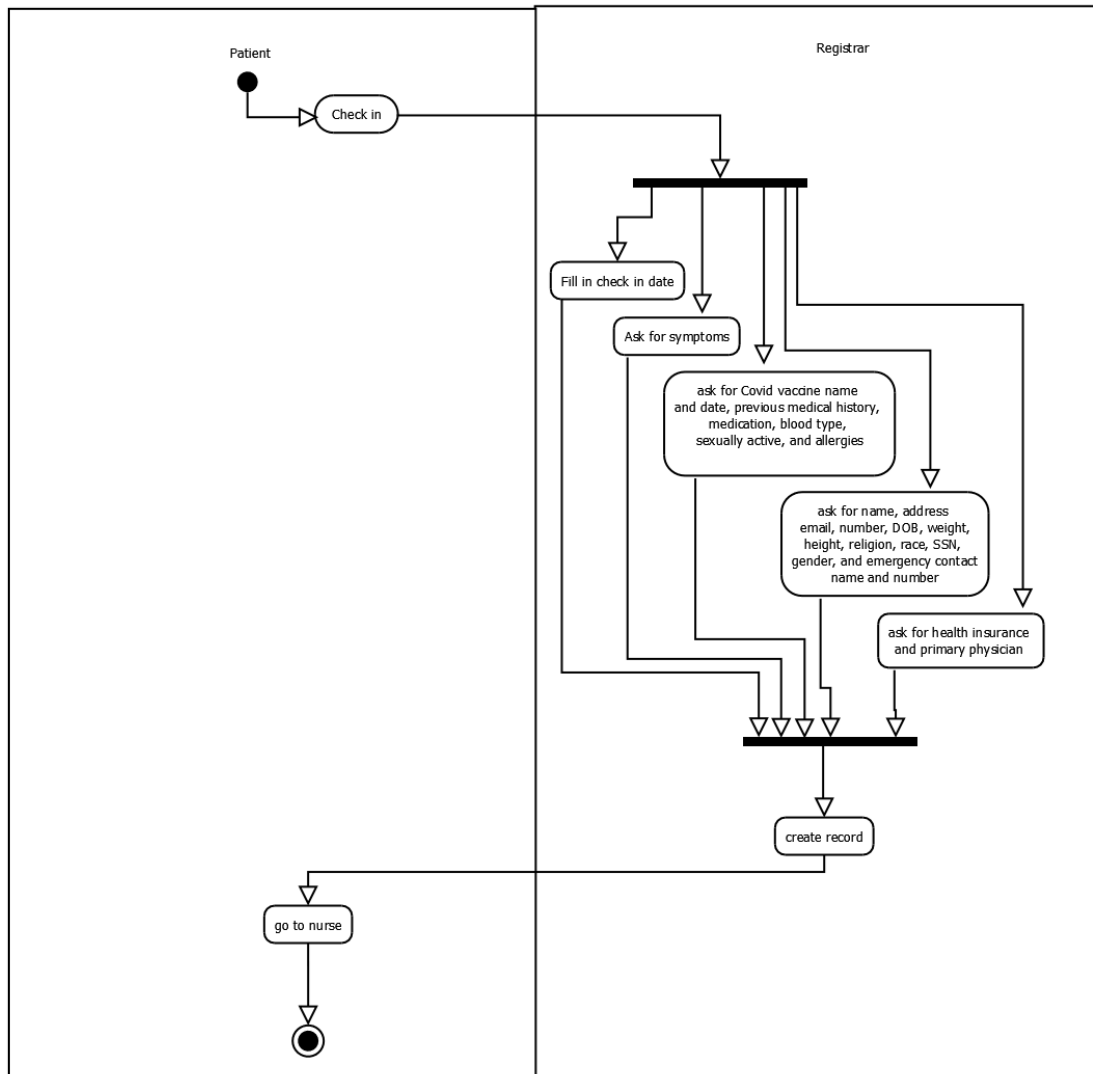 Patient
Registrar
Check in
Fill in check in date
Ask for symptoms
ask for Covid vaccine name
and date, previous medical history,
medication, blood type,
sexually active, and allergies
ask for name, address
email, number, DOB, weight,
height, religion, race, SSN,
gender, and emergency contact
name and number
ask for health insurance
and primary physician
create record
go to nurse